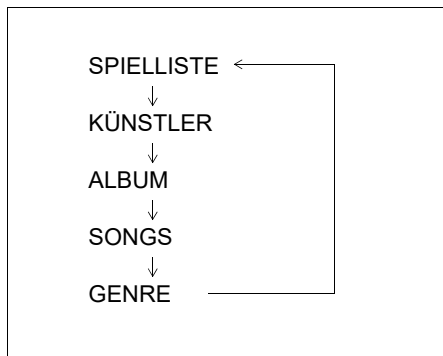 SPIELLISTE
KÜNSTLER
ALBUM
SONGS
GENRE